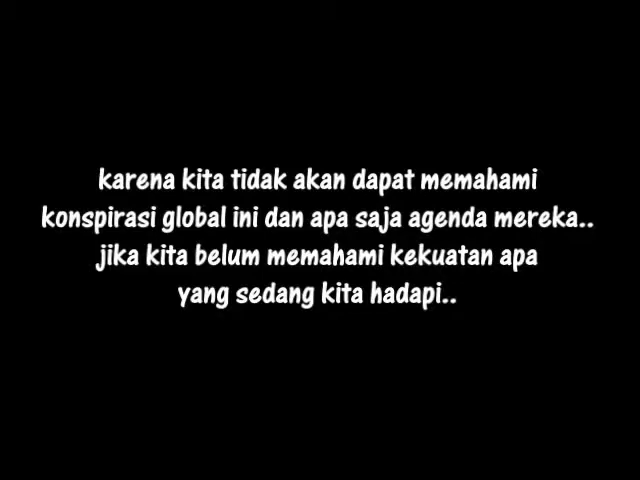 karena kita tidak akan dapat memahami
konspirasi global ini dan apa saja agenda mereka..
jika kita belum memahami kekuatan apa
yang sedang kita hadapi..